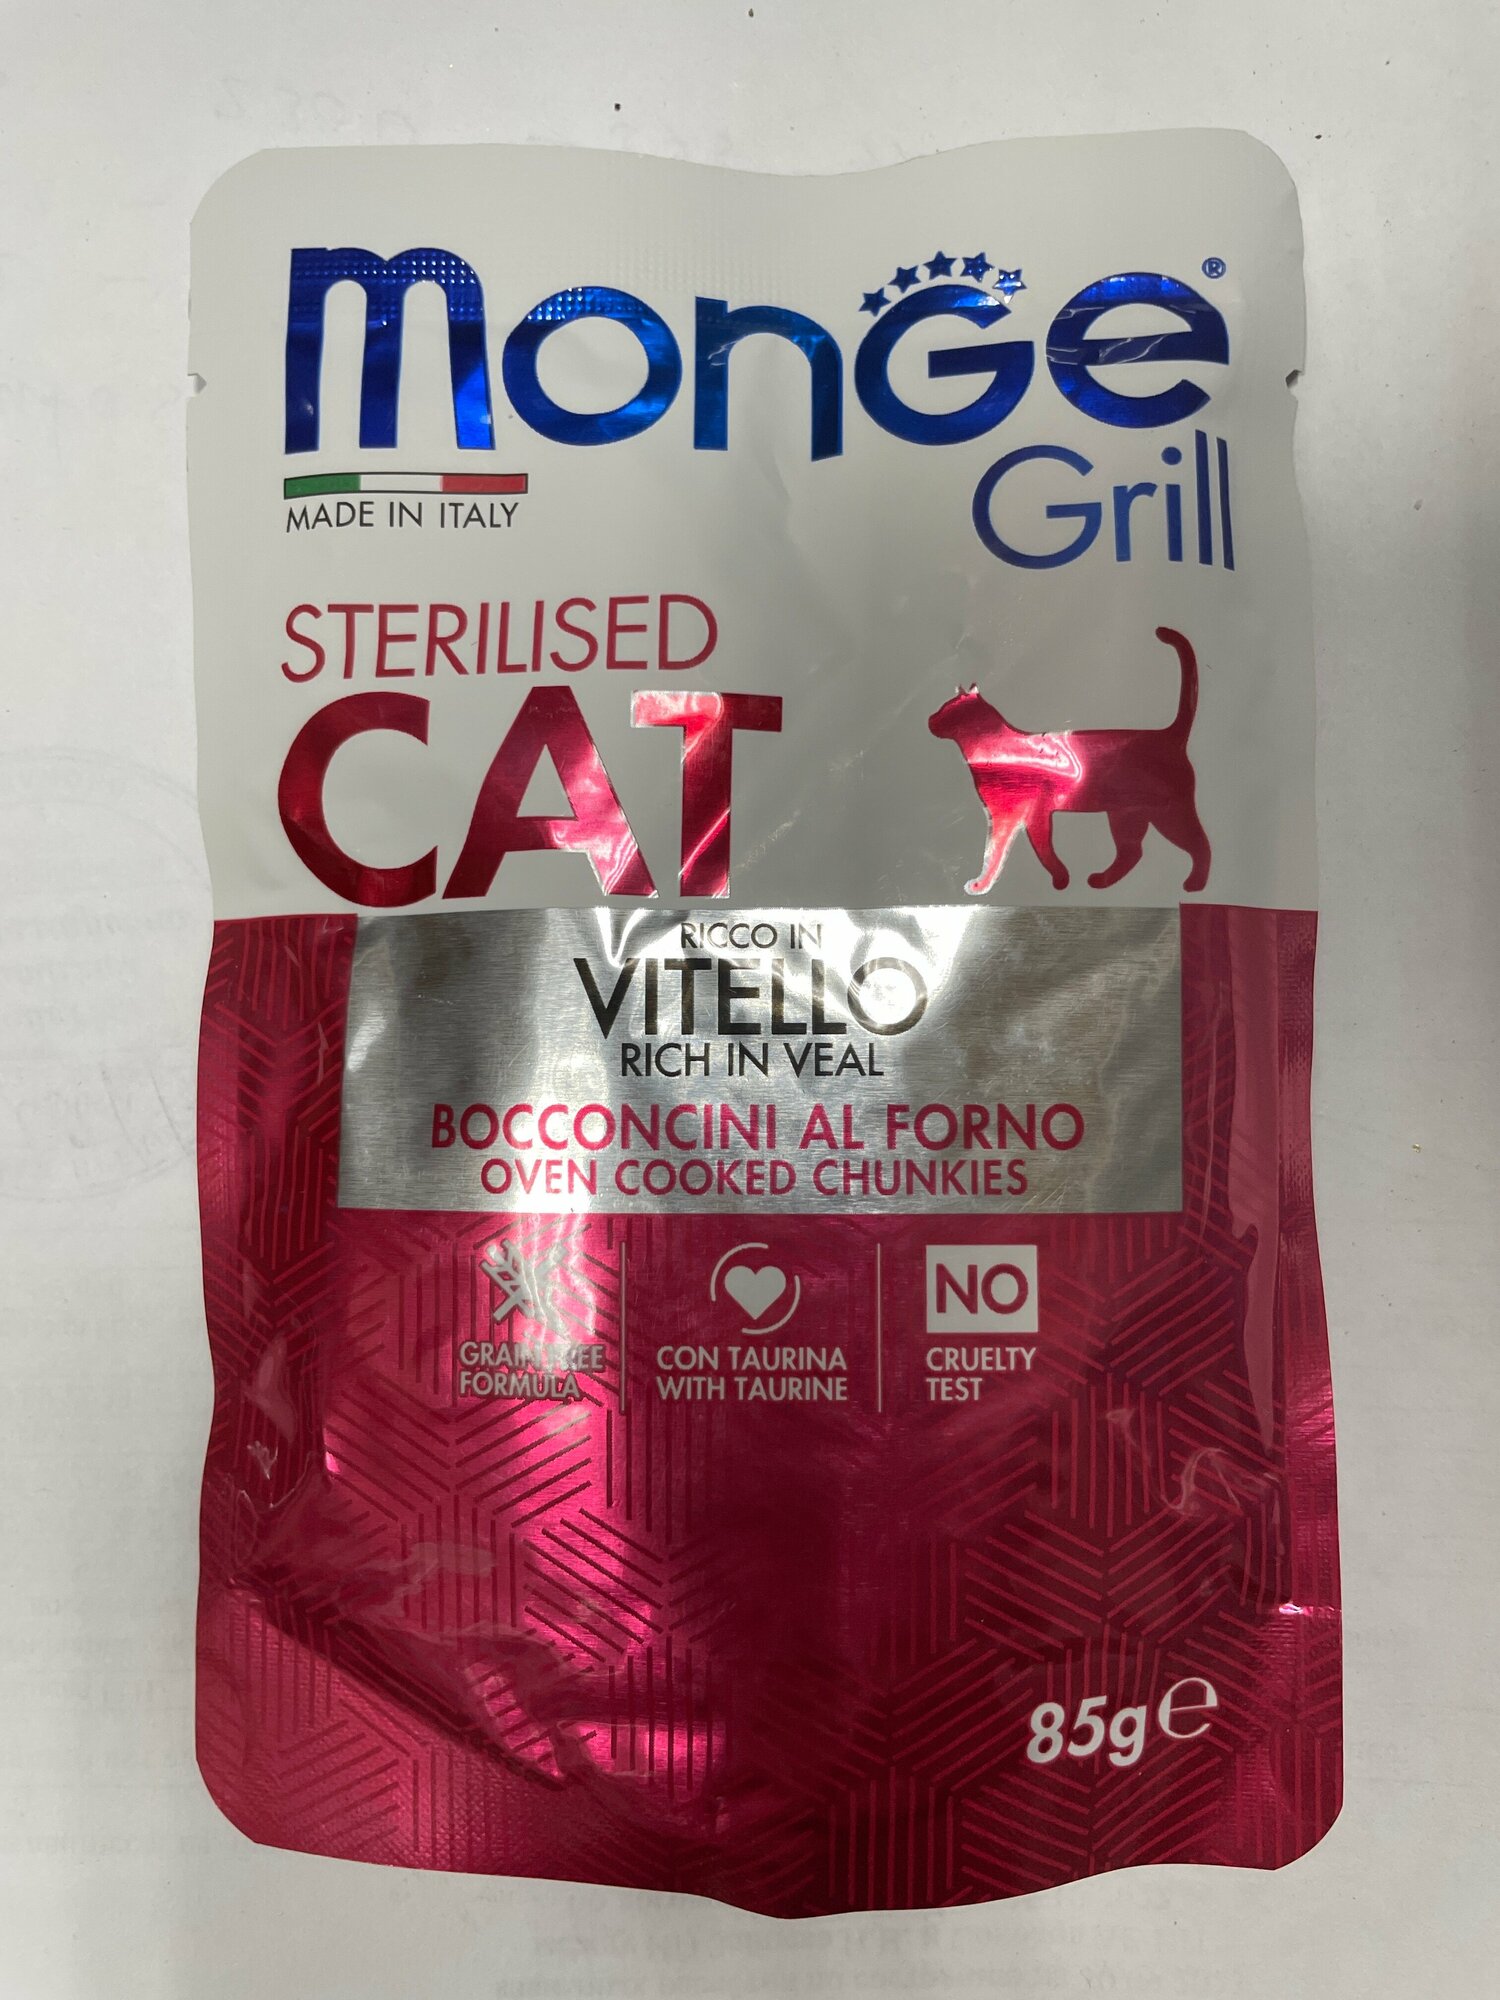 monGe®
Grill
MADE IN ITALY
STERILISED
CAT
RICCO IN
VITELLO
RICH IN VEAL
BOCCONCINI AL FORNO
OVEN COOKED CHUNKIES
GRAIN FREE
FORMULA
CON TAURINA
WITH TAURINE
NO
CRUELTY
TEST
85g℮